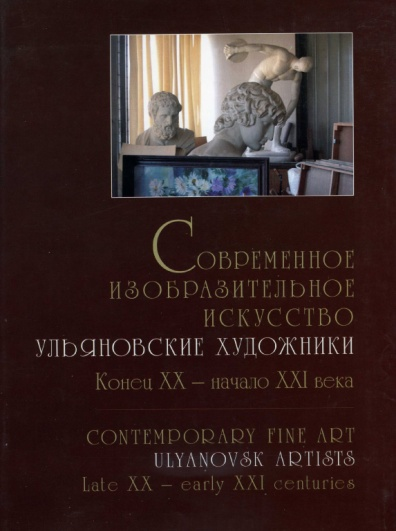 Современное
изобразительное
искусство
Ульяновские художники
Конец XX – начало XXI века
Contemporary Fine Art
Ulyanovsk Artists
Late XX – early XXI centuries